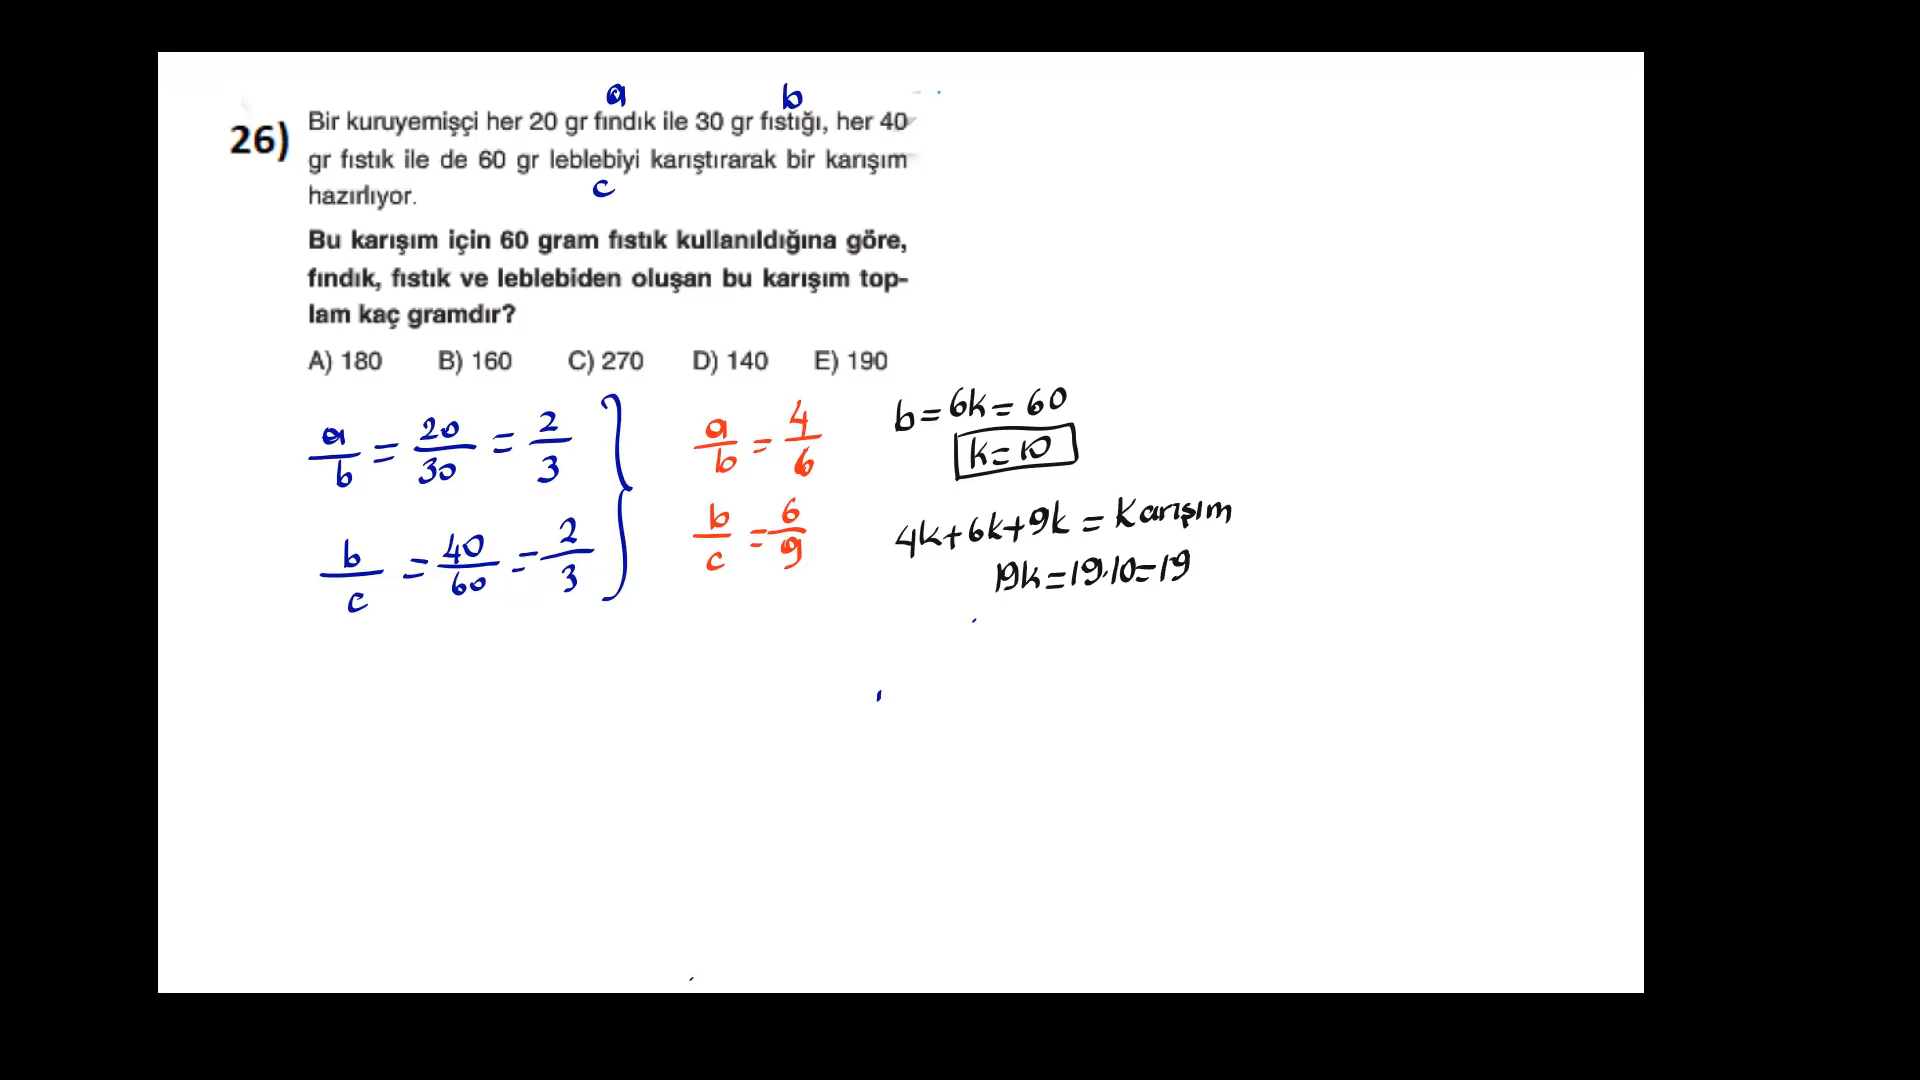 a b
26) Bir kuruyemişçi her 20 gr fındık ile 30 gr fıstığı, her 40
gr fıstık ile de 60 gr leblebiyi karıştırarak bir karışım
c
hazırlıyor.
Bu karışım için 60 gram fıstık kullanıldığına göre,
fındık, fıstık ve leblebiden oluşan bu karışım top-
lam kaç gramdır?
A) 180 B) 160 C) 270 D) 140 E) 190
a/b = 20/30 = 2/3
b/c = 40/60 = 2/3
a/b = 4/6
b/c = 6/9
b = 6k = 60
k = 10
4k+6k+9k = Karışım
19k = 19.10 = 19